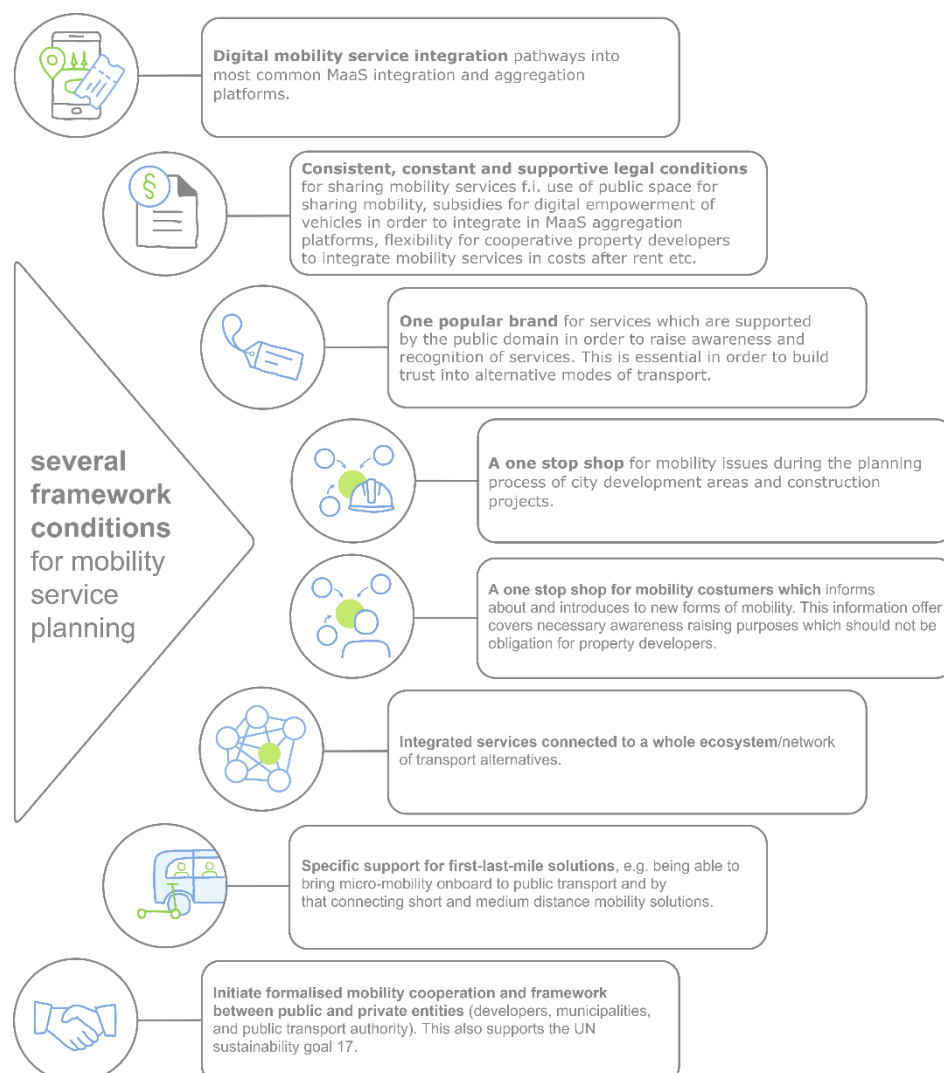 Digital mobility service integration pathways into
most common MaaS integration and aggregation
platforms.
§
Consistent, constant and supportive legal conditions
for sharing mobility services f.i. use of public space for
sharing mobility, subsidies for digital empowerment of
vehicles in order to integrate in MaaS aggregation
platforms, flexibility for cooperative property developers
to integrate mobility services in costs after rent etc.
One popular brand for services which are supported
by the public domain in order to raise awareness and
recognition of services. This is essential in order to build
trust into alternative modes of transport.
several
framework
conditions
for mobility
service
planning
A one stop shop for mobility issues during the planning
process of city development areas and construction
projects.
A one stop shop for mobility costumers which informs
about and introduces to new forms of mobility. This information offer
covers necessary awareness raising purposes which should not be
obligation for property developers.
Integrated services connected to a whole ecosystem/network
of transport alternatives.
Specific support for first-last-mile solutions, e.g. being able to
bring micro-mobility onboard to public transport and by
that connecting short and medium distance mobility solutions.
Initiate formalised mobility cooperation and framework
between public and private entities (developers, municipalities,
and public transport authority). This also supports the UN
sustainability goal 17.